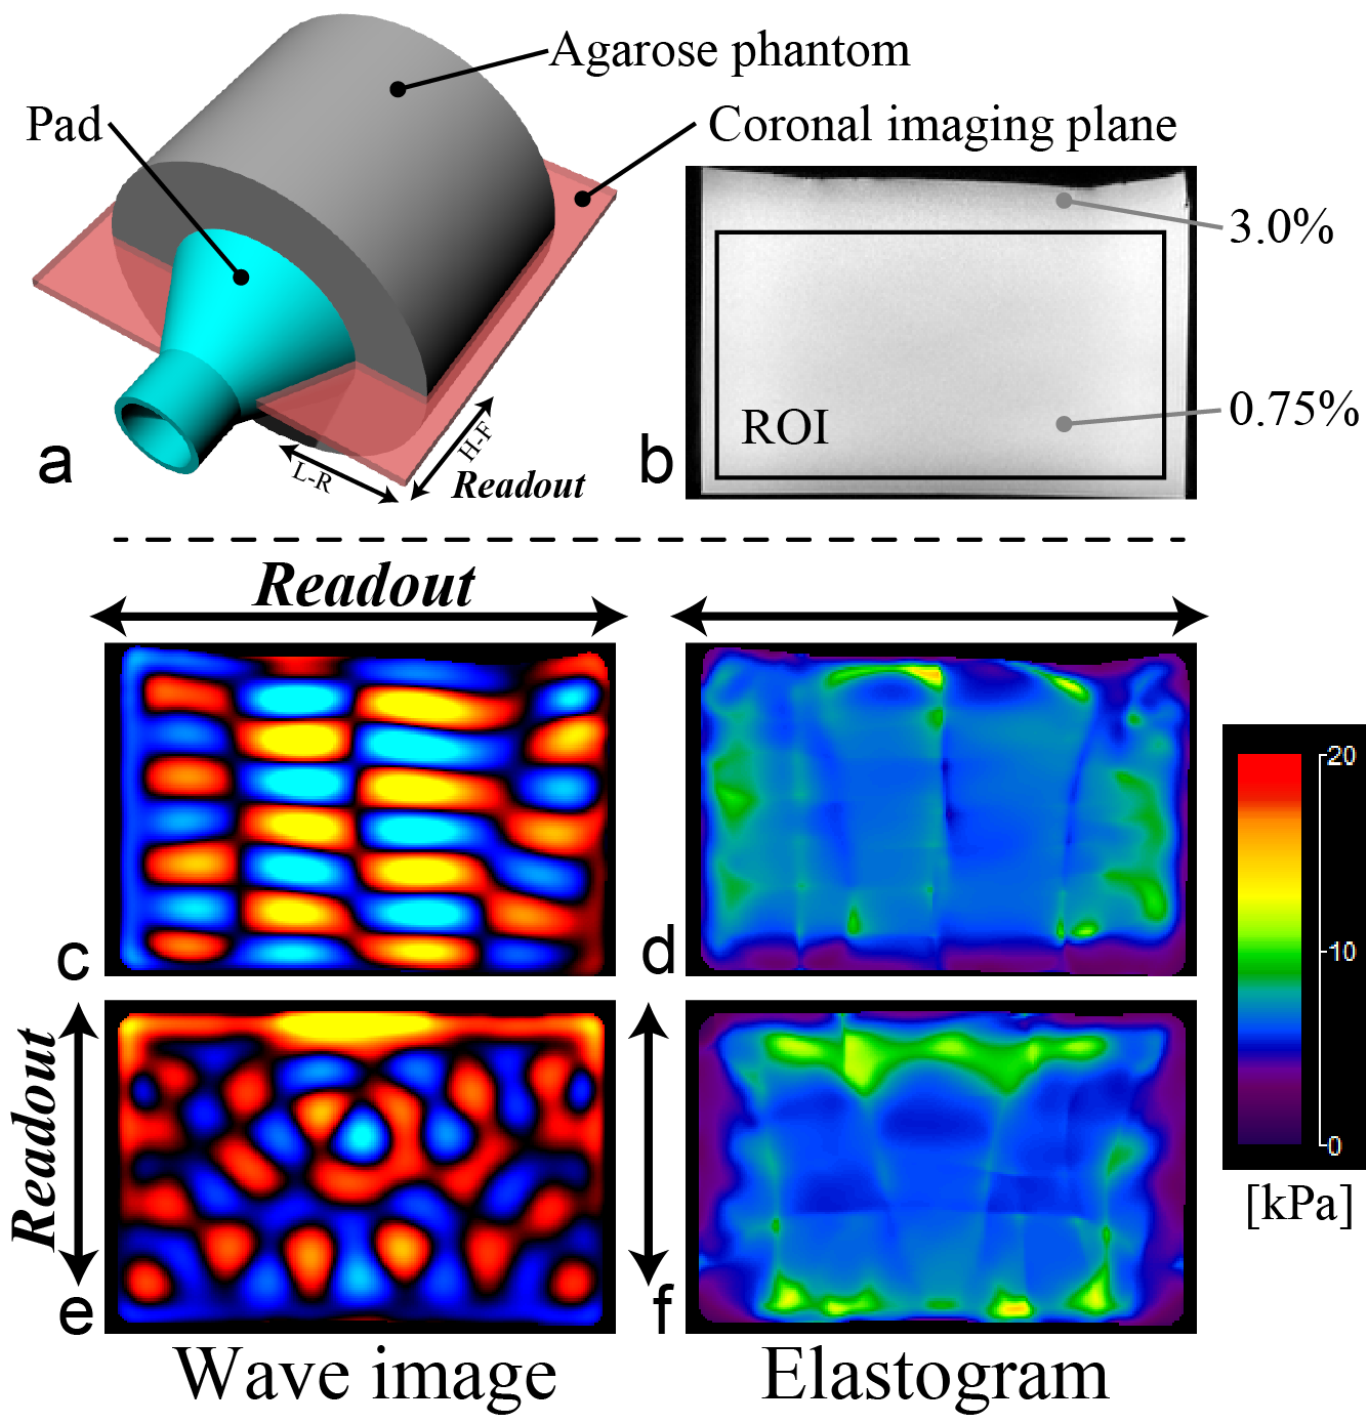 Agarose phantom
Pad
Coronal imaging plane
3.0%
0.75%
ROI
a
L-R
H-F
Readout
b
Readout
20
10
0
[kPa]
c
d
Readout
e
f
Wave image
Elastogram